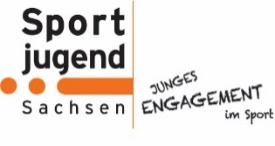 Sport
jugend
Sachsen
JUNGES
ENGAGEMENT
im Sport